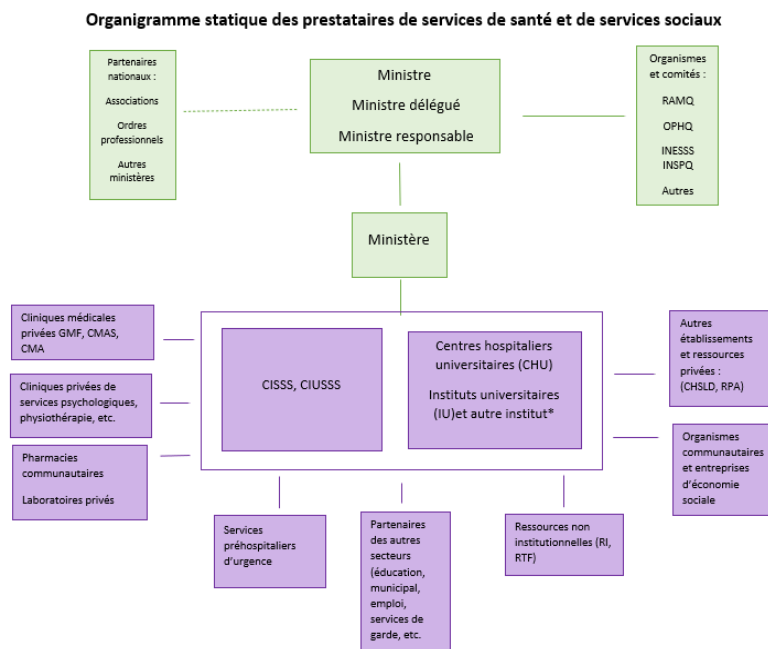 Organigramme statique des prestataires de services de santé et de services sociaux
Partenaires
nationaux :
Associations
Ordres
professionnels
Autres
ministères
Ministre
Ministre délégué
Ministre responsable
Organismes
et comités :
RAMQ
OPHQ
INESSS
INSPQ
Autres
Ministère
Cliniques médicales
privées GMF, CMAS,
CMA
Cliniques privées de
services psychologiques,
physiothérapie, etc.
Pharmacies
communautaires
Laboratoires privés
CISSS, CIUSSS
Centres hospitaliers
universitaires (CHU)
Instituts universitaires
(IU)et autre institut*
Autres
établissements
et ressources
privées :
(CHSLD, RPA)
Organismes
communautaires
et entreprises
d'économie
sociale
Services
préhospitaliers
d'urgence
Partenaires
des autres
secteurs
(éducation,
municipal,
emploi,
services de
garde, etc.
Ressources non
institutionnelles (RI,
RTF)